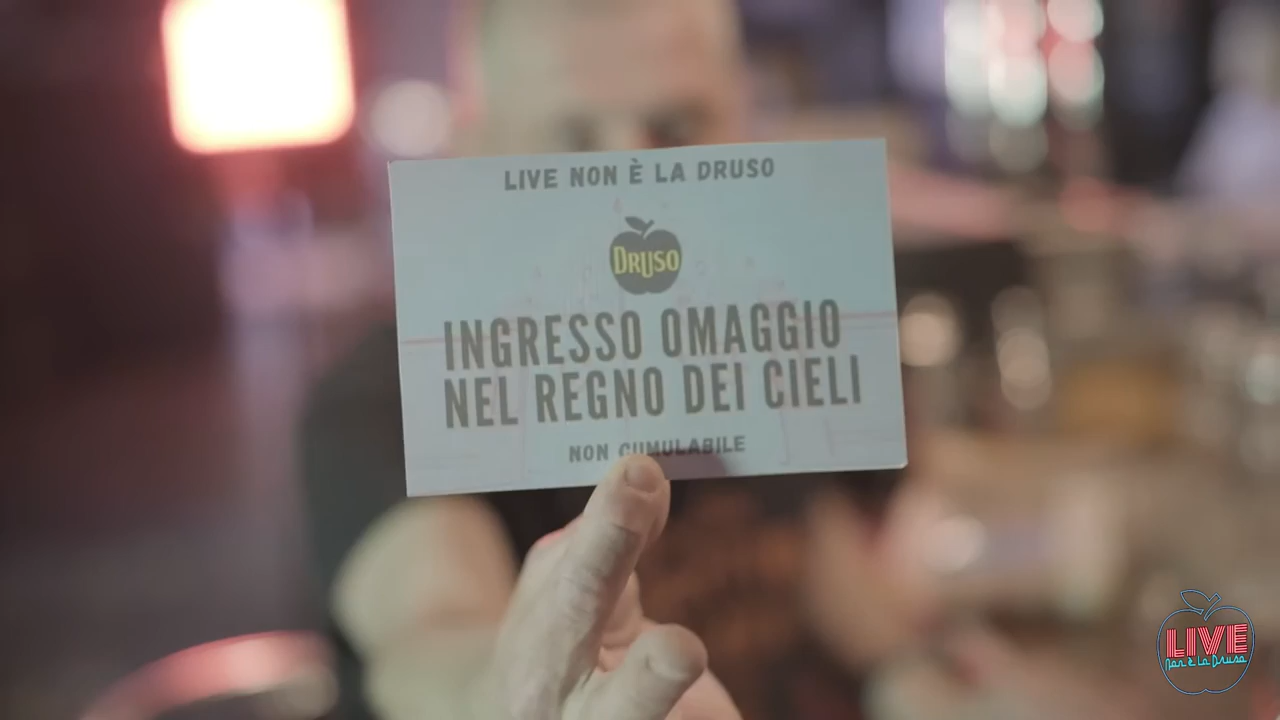 LIVE NON È LA DRUSO
DRUSO
INGRESSO OMAGGIO
NEL REGNO DEI CIELI
NON CUMULABILE
LIVE
Non è la Druso